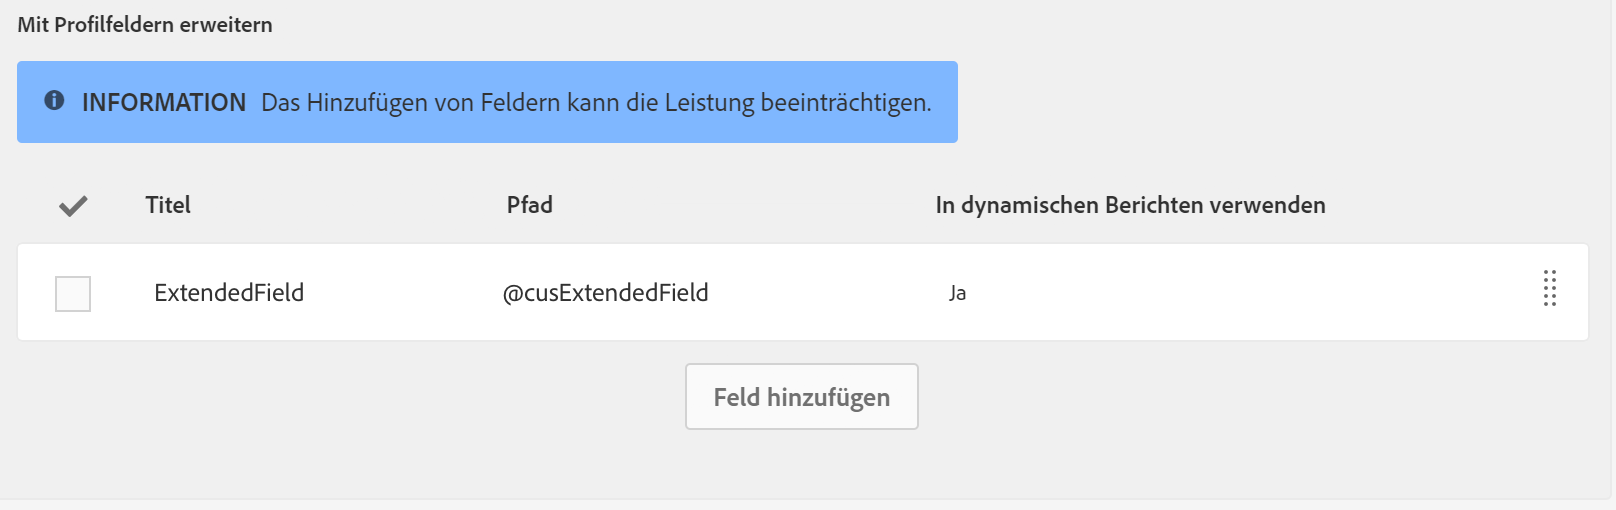 Mit Profilfeldern erweitern
INFORMATION Das Hinzufügen von Feldern kann die Leistung beeinträchtigen.
Titel Pfad In dynamischen Berichten verwenden
ExtendedField @cusExtendedField Ja
Feld hinzufügen